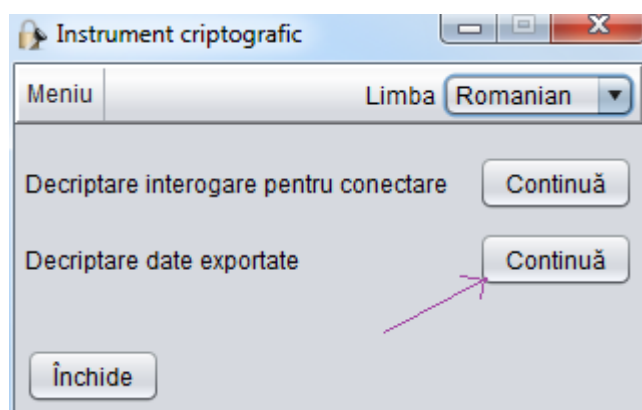 Instrument criptografic
Meniu Limba Romanian
Decriptare interogare pentru conectare Continuă
Decriptare date exportate Continuă
Închide